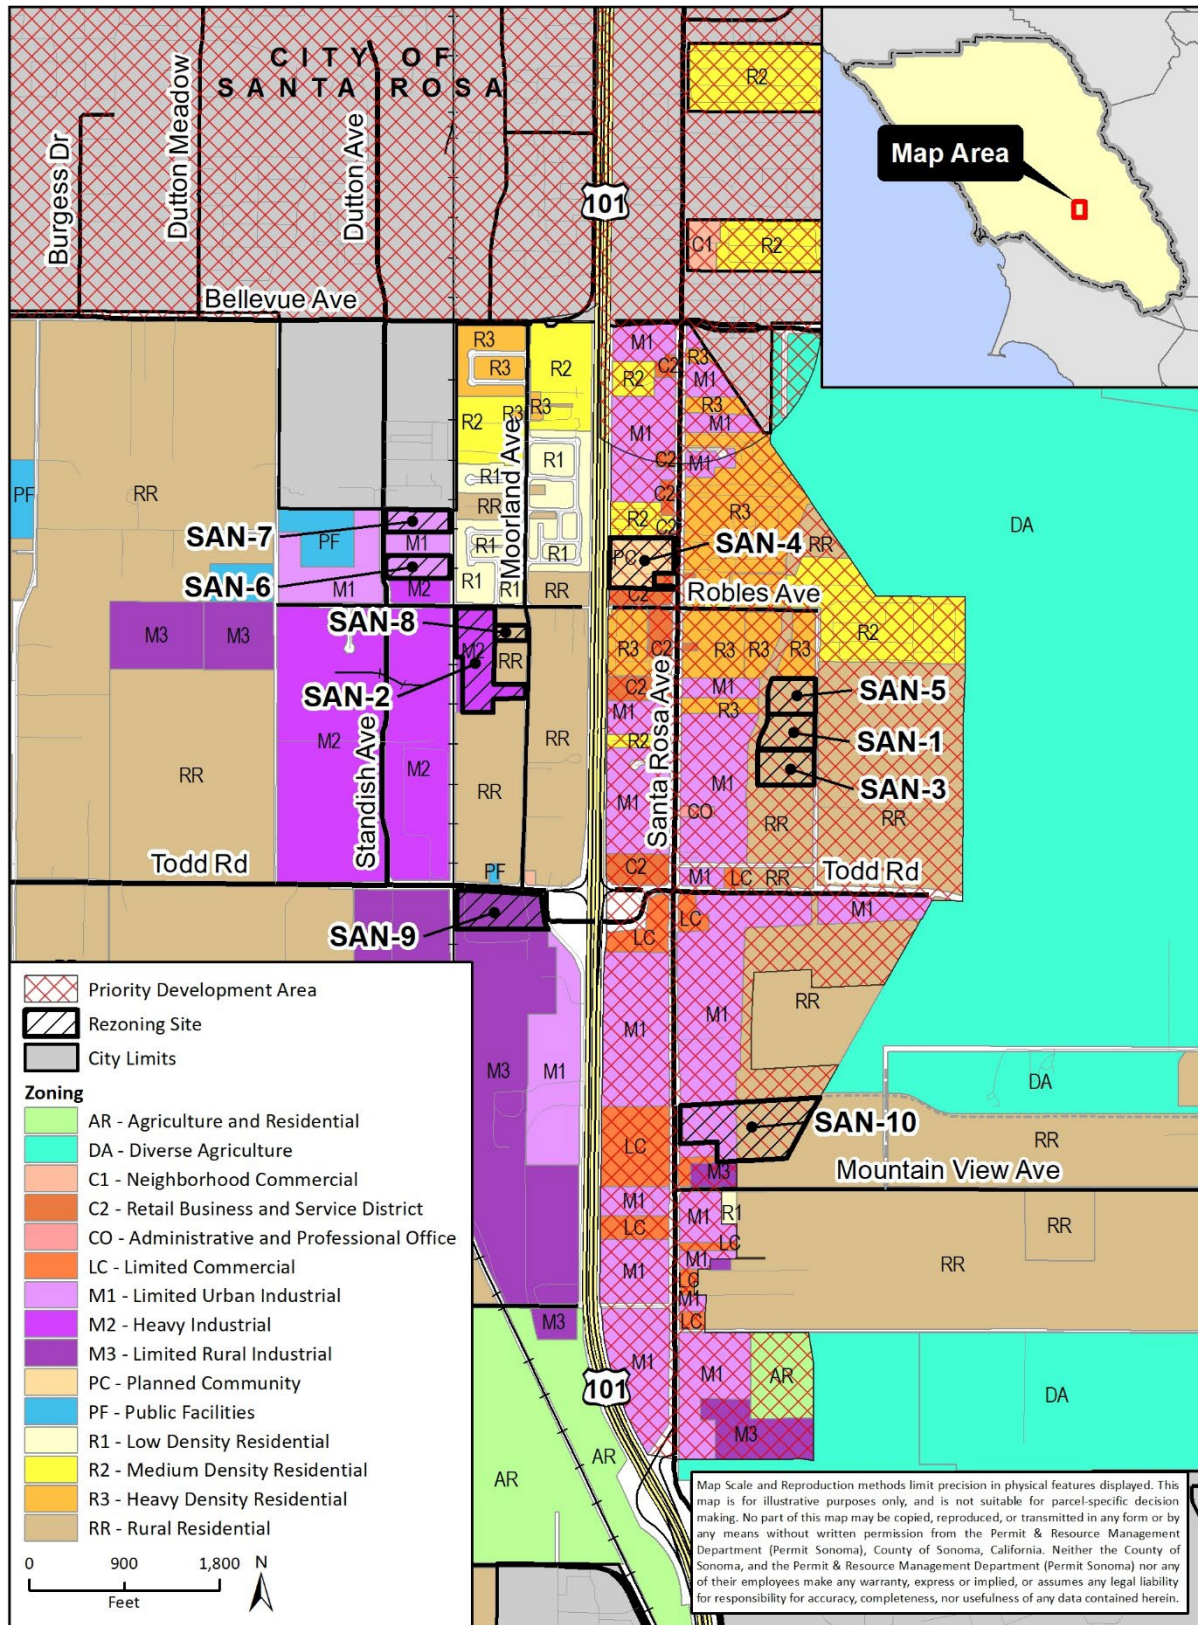 CITY OF
SANTA ROSA
Burgess Dr
Dutton Meadow
Dutton Ave
101
R2
Map Area
C1
R2
Bellevue Ave
M1
R3
R3
R2
C2
R3
M1
R2
R3
M1
R2
R3
R3
M1
C2
M1
R1
R1
Moorland Ave
PF
RR
RR
C2
R3
DA
SAN-7
PF
M1
R2
C2
RR
SAN-4
PC
R1
R1
SAN-6
M1
M2
R1
R1
RR
C2
Robles Ave
SAN-8
M3
M3
M2
RR
R3
C2
R3
R3
R3
R2
SAN-2
C2
M1
SAN-5
M1
R3
Standish Ave
M2
RR
R2
Santa Rosa Ave
SAN-1
RR
M2
M1
M1
SAN-3
RR
CO
RR
RR
Todd Rd
PF
C2
M1
LC
RR
Todd Rd
SAN-9
LC
LC
M1
RR
M3
M1
M1
M1
DA
LC
SAN-10
RR
M3
Mountain View Ave
M1
M1
R1
RR
LC
LC
M1
RR
M1
LC
M1
M3
LC
M1
M1
AR
DA
101
M3
AR
AR
Priority Development Area
Rezoning Site
City Limits
Zoning
AR - Agriculture and Residential
DA - Diverse Agriculture
C1 - Neighborhood Commercial
C2 - Retail Business and Service District
CO - Administrative and Professional Office
LC - Limited Commercial
M1 - Limited Urban Industrial
M2 - Heavy Industrial
M3 - Limited Rural Industrial
PC - Planned Community
PF - Public Facilities
R1 - Low Density Residential
R2 - Medium Density Residential
R3 - Heavy Density Residential
RR - Rural Residential
0 900 1,800 N
Feet
Map Scale and Reproduction methods limit precision in physical features displayed. This
map is for illustrative purposes only, and is not suitable for parcel-specific decision
making. No part of this map may be copied, reproduced, or transmitted in any form or by
any means without written permission from the Permit & Resource Management
Department (Permit Sonoma), County of Sonoma, California. Neither the County of
Sonoma, and the Permit & Resource Management Department (Permit Sonoma) nor any
of their employees make any warranty, express or implied, or assumes any legal liability
for responsibility for accuracy, completeness, nor usefulness of any data contained herein.